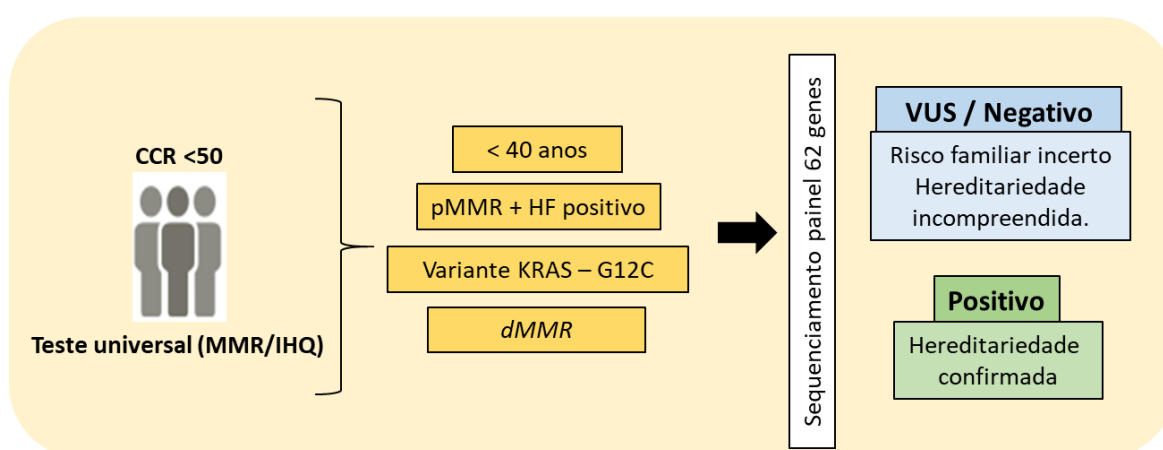 CCR <50
Teste universal (MMR/IHQ)
< 40 anos
pMMR + HF positivo
Variante KRAS – G12C
dMMR
Sequenciamento painel 62 genes
VUS / Negativo
Risco familiar incerto
Hereditariedade
incompreendida.
Positivo
Hereditariedade
confirmada